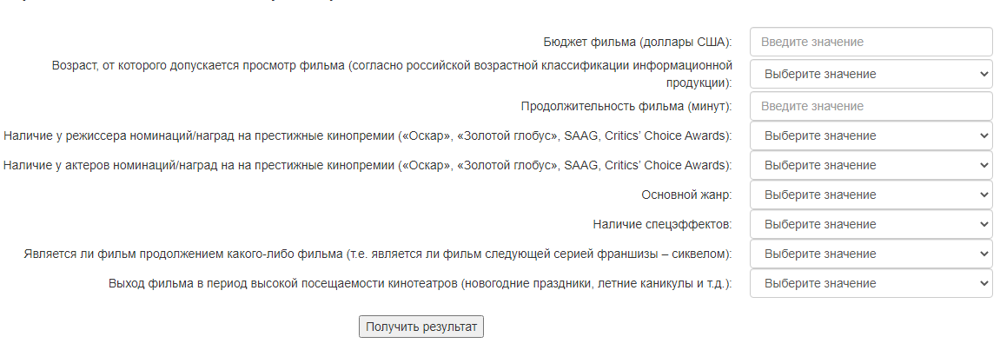 Бюджет фильма (доллары США): Введите значение
Возраст, от которого допускается просмотр фильма (согласно российской возрастной классификации информационной
продукции): Выберите значение
Продолжительность фильма (минут): Введите значение
Наличие у режиссера номинаций/наград на престижные кинопремии («Оскар», «Золотой глобус», SAAG, Critics' Choice Awards): Выберите значение
Наличие у актеров номинаций/наград на на престижные кинопремии («Оскар», «Золотой глобус», SAAG, Critics' Choice Awards): Выберите значение
Основной жанр: Выберите значение
Наличие спецэффектов: Выберите значение
Является ли фильм продолжением какого-либо фильма (т.е. является ли фильм следующей серией франшизы – сиквелом): Выберите значение
Выход фильма в период высокой посещаемости кинотеатров (новогодние праздники, летние каникулы и т.д.): Выберите значение
Получить результат